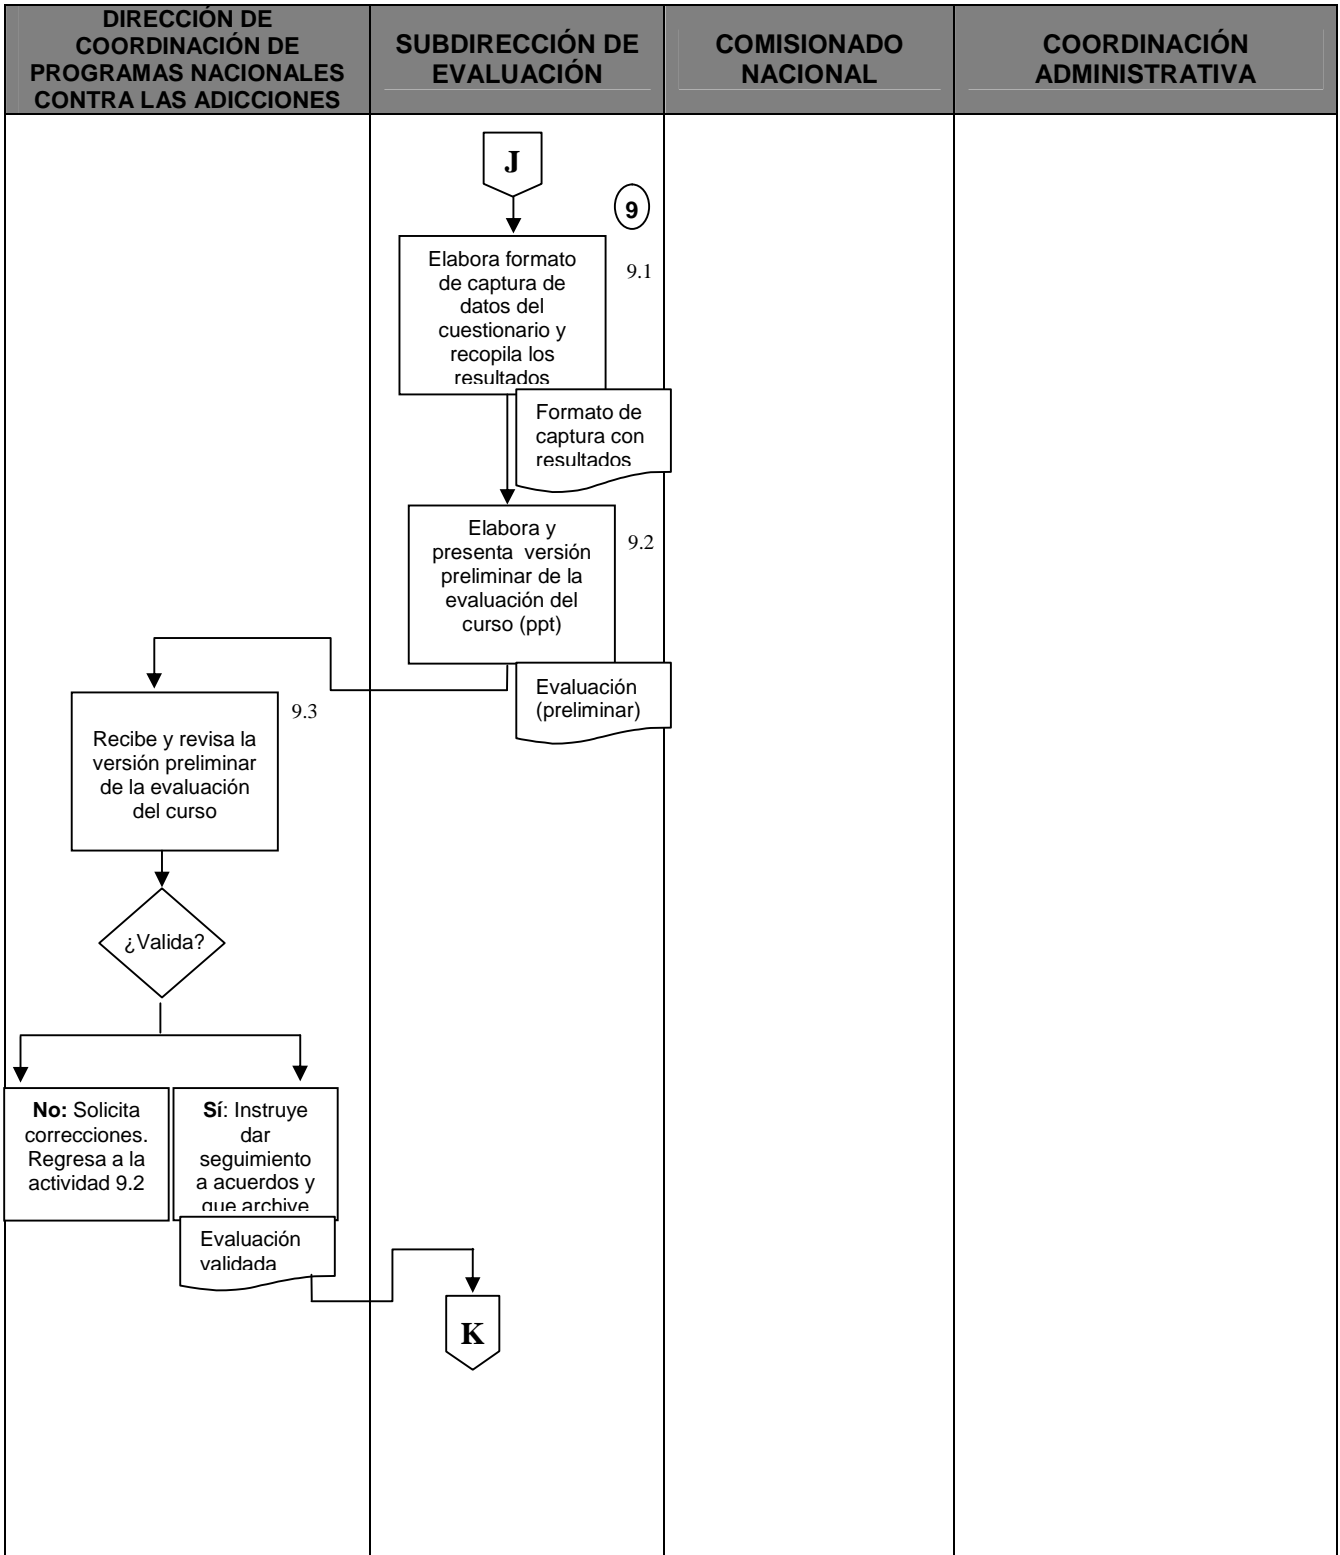 DIRECCIÓN DE
COORDINACIÓN DE
PROGRAMAS NACIONALES
CONTRA LAS ADICCIONES
SUBDIRECCIÓN DE
EVALUACIÓN
COMISIONADO
NACIONAL
COORDINACIÓN
ADMINISTRATIVA
J
9
Elabora formato
de captura de
datos del
cuestionario y
recopila los
resultados
9.1
Formato de
captura con
resultados
Elabora y
presenta versión
preliminar de la
evaluación del
curso (ppt)
9.2
Evaluación
(preliminar)
Recibe y revisa la
versión preliminar
de la evaluación
del curso
9.3
¿Valida?
No: Solicita
correcciones.
Regresa a la
actividad 9.2
Sí: Instruye
dar
seguimiento
a acuerdos y
que archive
Evaluación
validada
K